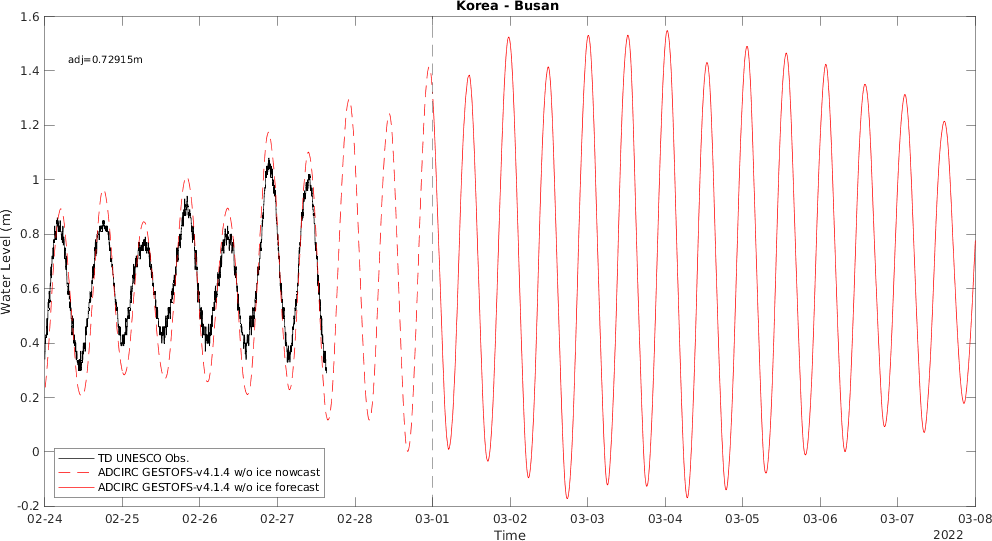 Korea - Busan
adj=0.72915m
Water Level (m)
1.6
1.4
1.2
1
0.8
0.6
0.4
0.2
0
-0.2
TD UNESCO Obs.
ADCIRC GESTOFS-v4.1.4 w/o ice nowcast
ADCIRC GESTOFS-v4.1.4 w/o ice forecast
02-24 02-25 02-26 02-27 02-28 03-01 03-02 03-03 03-04 03-05 03-06 03-07 03-08
Time
2022